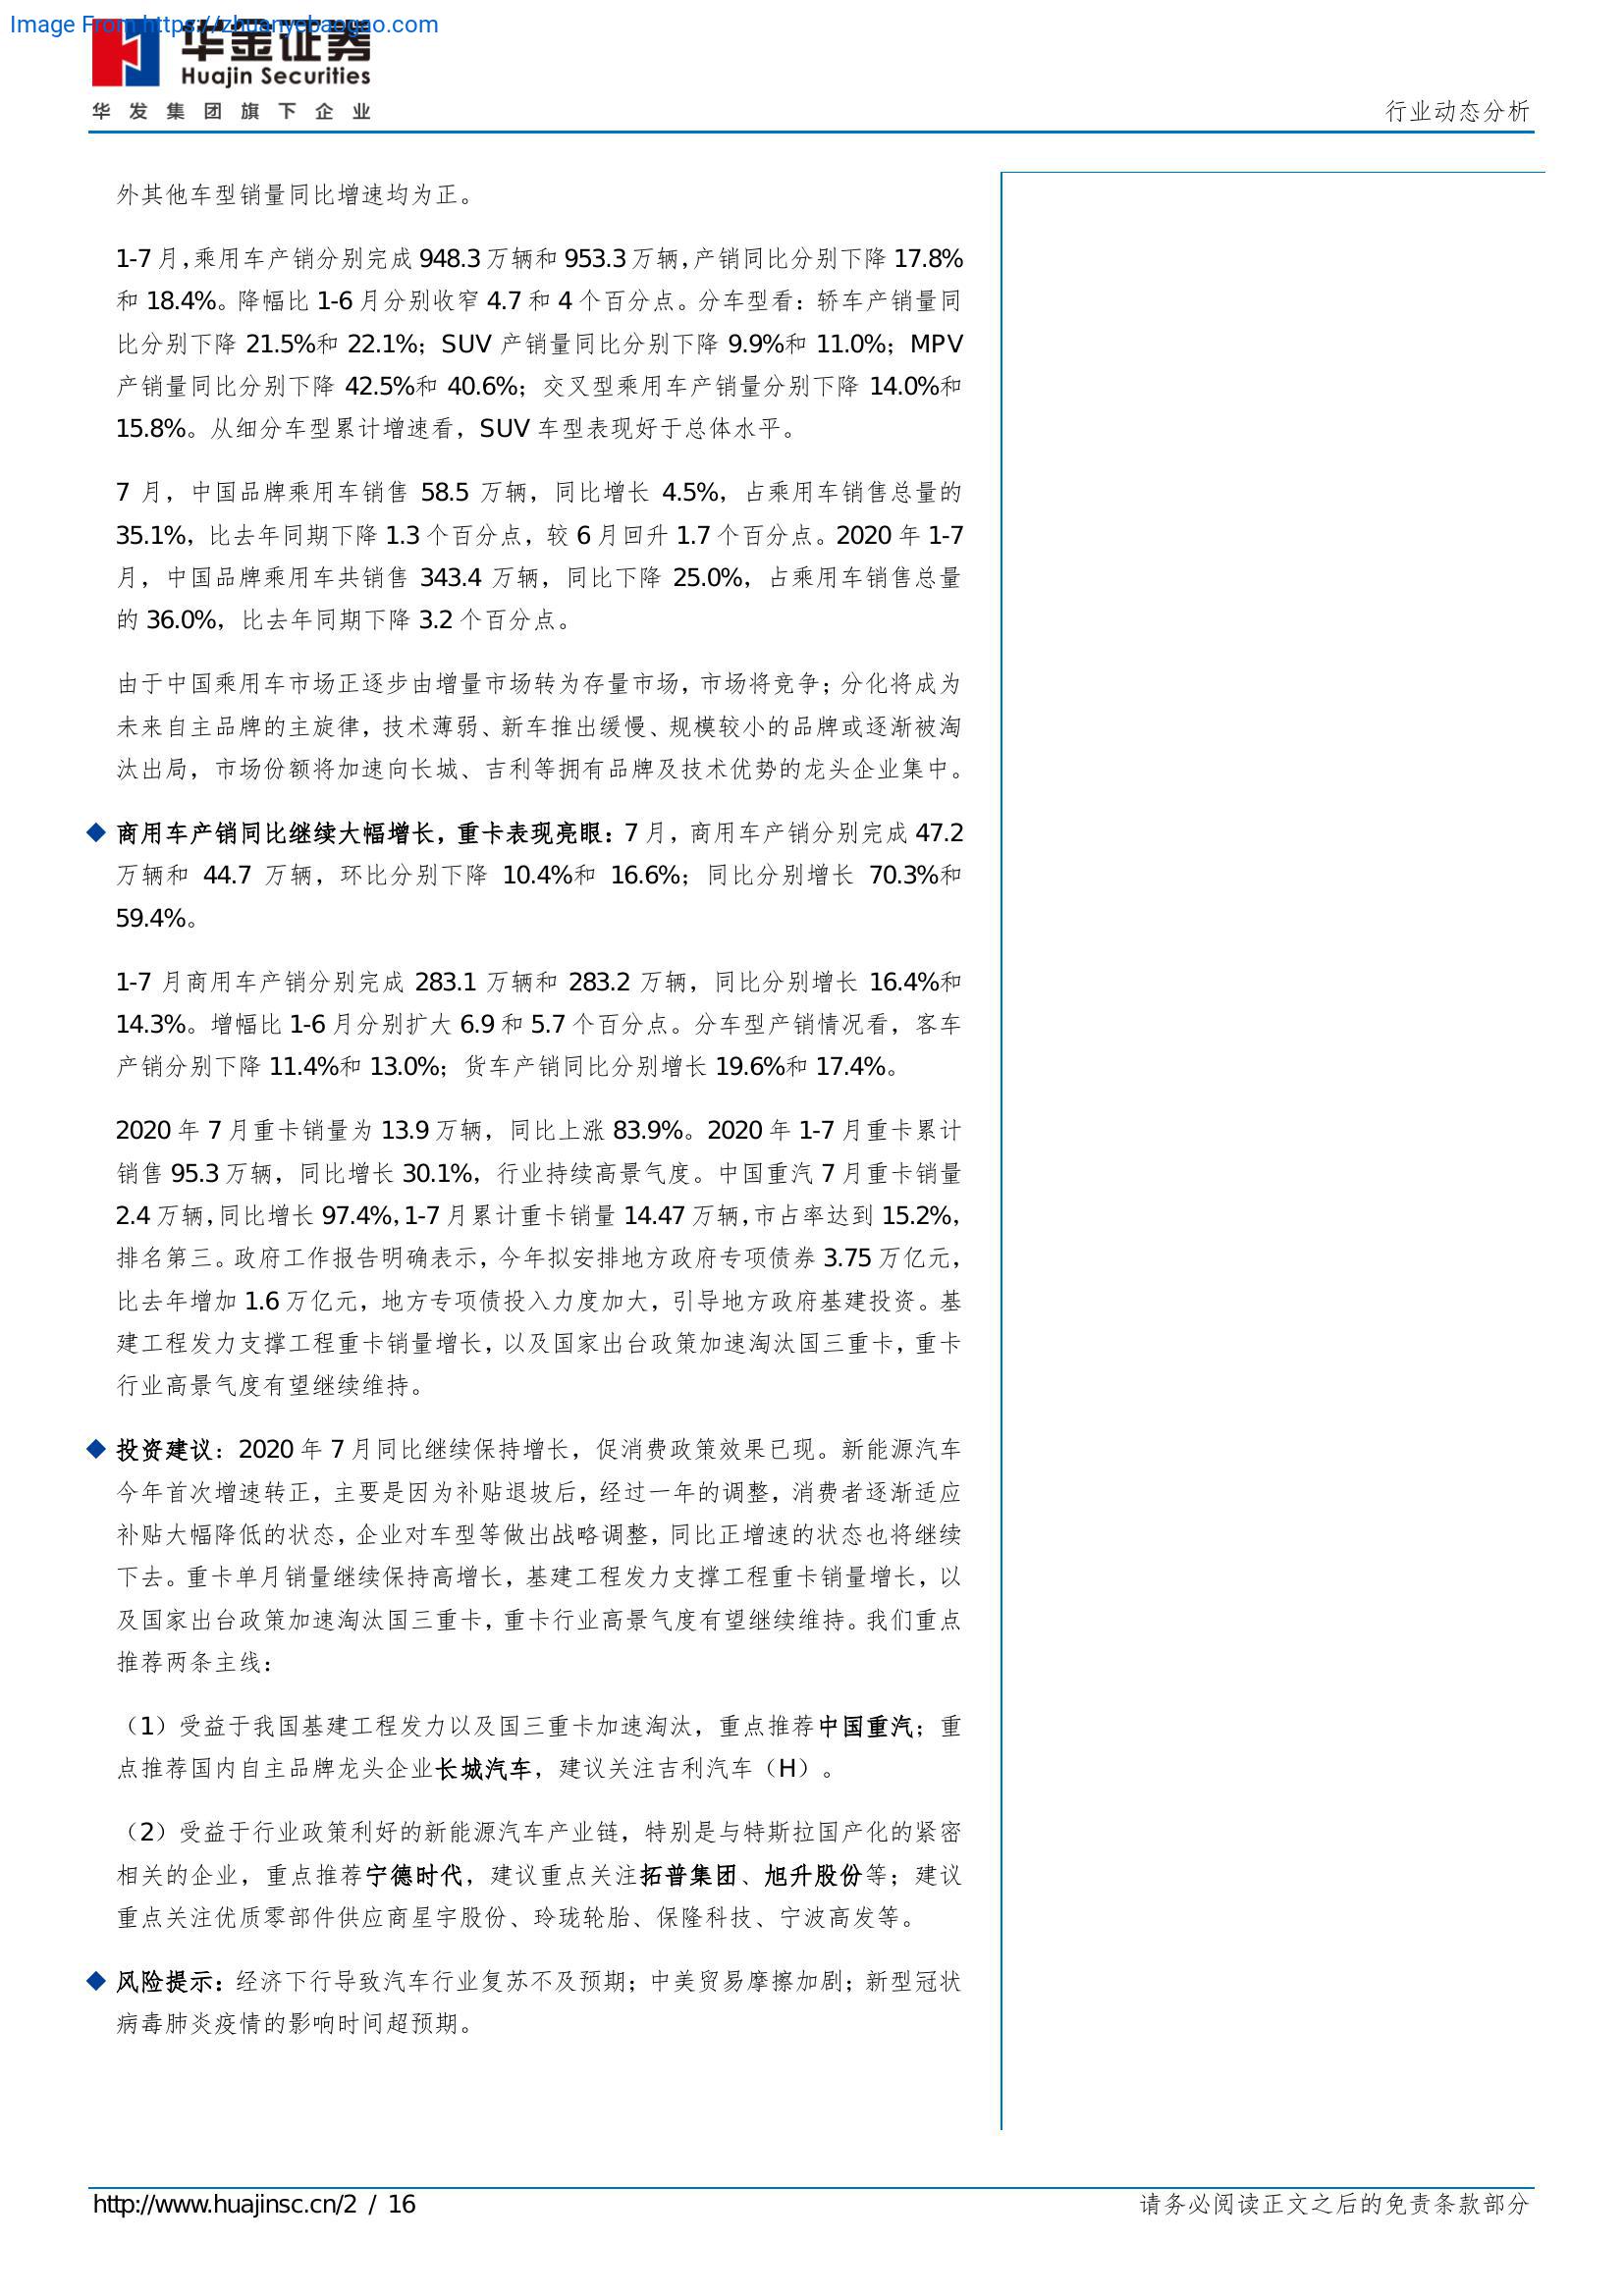 Image From https://zhuanyebaogao.com
华金证券
Huajin Securities
华发集团旗下企业
行业动态分析
外其他车型销量同比增速均为正。
1-7 月，乘用车产销分别完成 948.3 万辆和 953.3 万辆，产销同比分别下降 17.8%
和 18.4%。降幅比 1-6 月分别收窄 4.7 和 4 个百分点。分车型看：轿车产销量同
比分别下降 21.5%和 22.1%；SUV 产销量同比分别下降 9.9%和 11.0%；MPV
产销量同比分别下降 42.5%和 40.6%；交叉型乘用车产销量分别下降 14.0%和
15.8%。从细分车型累计增速看，SUV 车型表现好于总体水平。
7 月，中国品牌乘用车销售 58.5 万辆，同比增长 4.5%，占乘用车销售总量的
35.1%，比去年同期下降 1.3 个百分点，较 6 月回升 1.7 个百分点。2020 年 1-7
月，中国品牌乘用车共销售 343.4 万辆，同比下降 25.0%，占乘用车销售总量
的 36.0%，比去年同期下降 3.2 个百分点。
由于中国乘用车市场正逐步由增量市场转为存量市场，市场将竞争；分化将成为
未来自主品牌的主旋律，技术薄弱、新车推出缓慢、规模较小的品牌或逐渐被淘
汰出局，市场份额将加速向长城、吉利等拥有品牌及技术优势的龙头企业集中。
◆ 商用车产销同比继续大幅增长，重卡表现亮眼：7 月，商用车产销分别完成 47.2
万辆和 44.7 万辆，环比分别下降 10.4%和 16.6%；同比分别增长 70.3%和
59.4%。
1-7 月商用车产销分别完成 283.1 万辆和 283.2 万辆，同比分别增长 16.4%和
14.3%。增幅比 1-6 月分别扩大 6.9 和 5.7 个百分点。分车型产销情况看，客车
产销分别下降 11.4%和 13.0%；货车产销同比分别增长 19.6%和 17.4%。
2020 年 7 月重卡销量为 13.9 万辆，同比上涨 83.9%。2020 年 1-7 月重卡累计
销售 95.3 万辆，同比增长 30.1%，行业持续高景气度。中国重汽 7 月重卡销量
2.4 万辆，同比增长 97.4%，1-7 月累计重卡销量 14.47 万辆，市占率达到 15.2%，
排名第三。政府工作报告明确表示，今年拟安排地方政府专项债券 3.75 万亿元，
比去年增加 1.6 万亿元，地方专项债投入力度加大，引导地方政府基建投资。基
建工程发力支撑工程重卡销量增长，以及国家出台政策加速淘汰国三重卡，重卡
行业高景气度有望继续维持。
◆ 投资建议：2020 年 7 月同比继续保持增长，促消费政策效果已现。新能源汽车
今年首次增速转正，主要是因为补贴退坡后，经过一年的调整，消费者逐渐适应
补贴大幅降低的状态，企业对车型等做出战略调整，同比正增速的状态也将继续
下去。重卡单月销量继续保持高增长，基建工程发力支撑工程重卡销量增长，以
及国家出台政策加速淘汰国三重卡，重卡行业高景气度有望继续维持。我们重点
推荐两条主线：
（1）受益于我国基建工程发力以及国三重卡加速淘汰，重点推荐中国重汽；重
点推荐国内自主品牌龙头企业长城汽车，建议关注吉利汽车（H）。
（2）受益于行业政策利好的新能源汽车产业链，特别是与特斯拉国产化的紧密
相关的企业，重点推荐宁德时代，建议重点关注拓普集团、旭升股份等；建议
重点关注优质零部件供应商星宇股份、玲珑轮胎、保隆科技、宁波高发等。
◆ 风险提示：经济下行导致汽车行业复苏不及预期；中美贸易摩擦加剧；新型冠状
病毒肺炎疫情的影响时间超预期。
http://www.huajinsc.cn/2 / 16
请务必阅读正文之后的免责条款部分